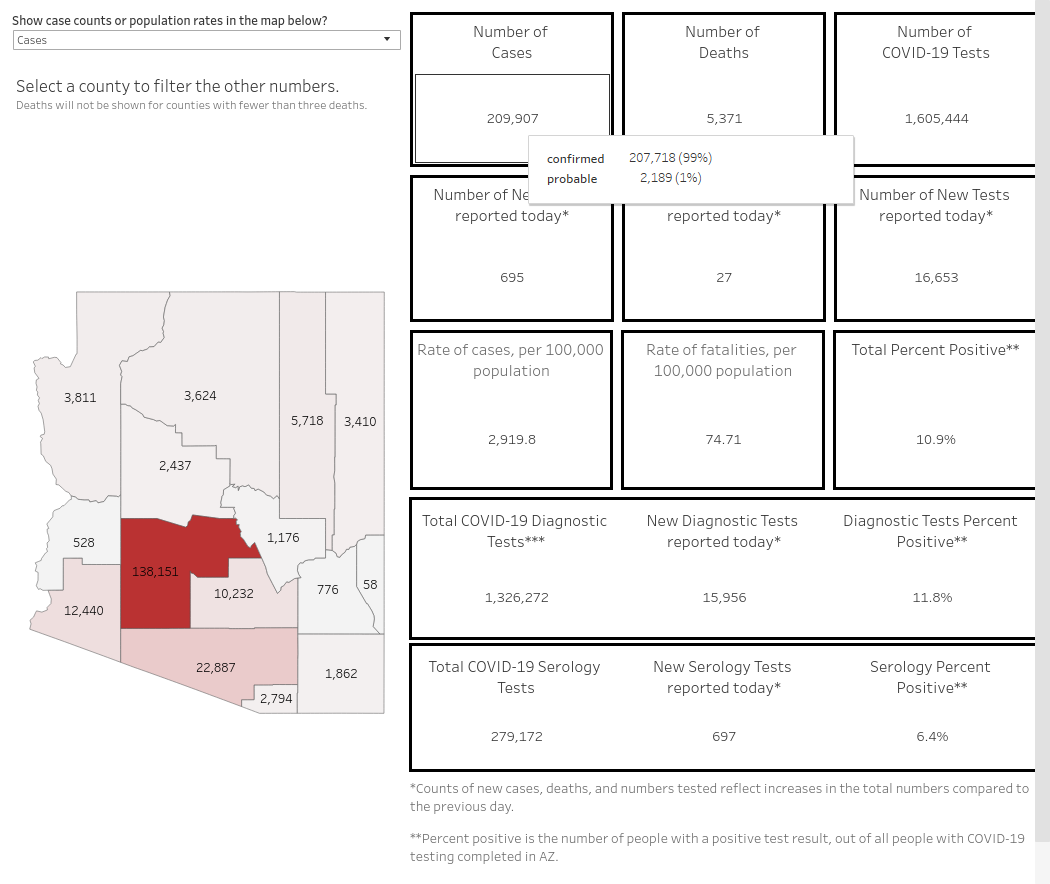 Show case counts or population rates in the map below?
Cases
Select a county to filter the other numbers.
Deaths will not be shown for counties with fewer than three deaths.
3,811
3,624
5,718
3,410
2,437
528
1,176
138,151
10,232
776
58
12,440
22,887
1,862
2,794
Number of
Cases
209,907
Number of
Deaths
5,371
Number of
COVID-19 Tests
1,605,444
confirmed 207,718 (99%)
probable 2,189 (1%)
Number of Ne
reported today*
695
reported today*
27
Number of New Tests
reported today*
16,653
Rate of cases, per 100,000
population
2,919.8
Rate of fatalities, per
100,000 population
74.71
Total Percent Positive**
10.9%
Total COVID-19 Diagnostic
Tests***
1,326,272
New Diagnostic Tests
reported today*
15,956
Diagnostic Tests Percent
Positive**
11.8%
Total COVID-19 Serology
Tests
279,172
New Serology Tests
reported today*
697
Serology Percent
Positive**
6.4%
*Counts of new cases, deaths, and numbers tested reflect increases in the total numbers compared to
the previous day.
**Percent positive is the number of people with a positive test result, out of all people with COVID-19
testing completed in AZ.